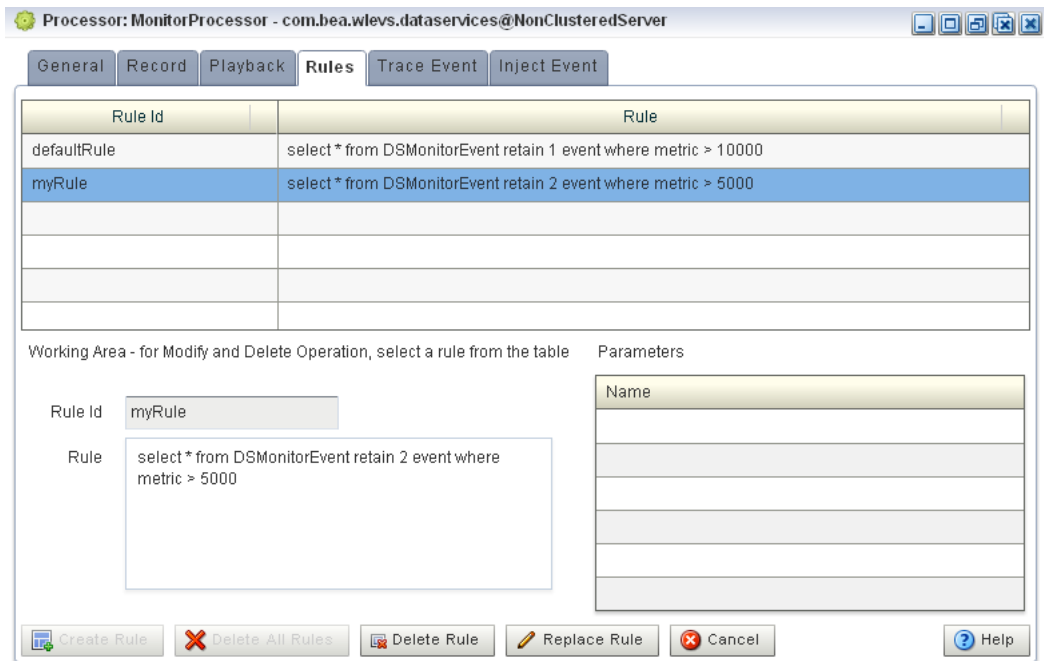 Processor: MonitorProcessor - com.bea.wlevs.dataservices@NonClusteredServer
General Record Playback Rules Trace Event Inject Event
Rule Id Rule
defaultRule select * from DSMonitorEvent retain 1 event where metric > 10000
myRule select * from DSMonitorEvent retain 2 event where metric > 5000
Working Area - for Modify and Delete Operation, select a rule from the table Parameters
Name
Rule Id myRule
Rule select * from DSMonitorEvent retain 2 event where
metric > 5000
Create Rule Delete All Rules Delete Rule Replace Rule Cancel ? Help